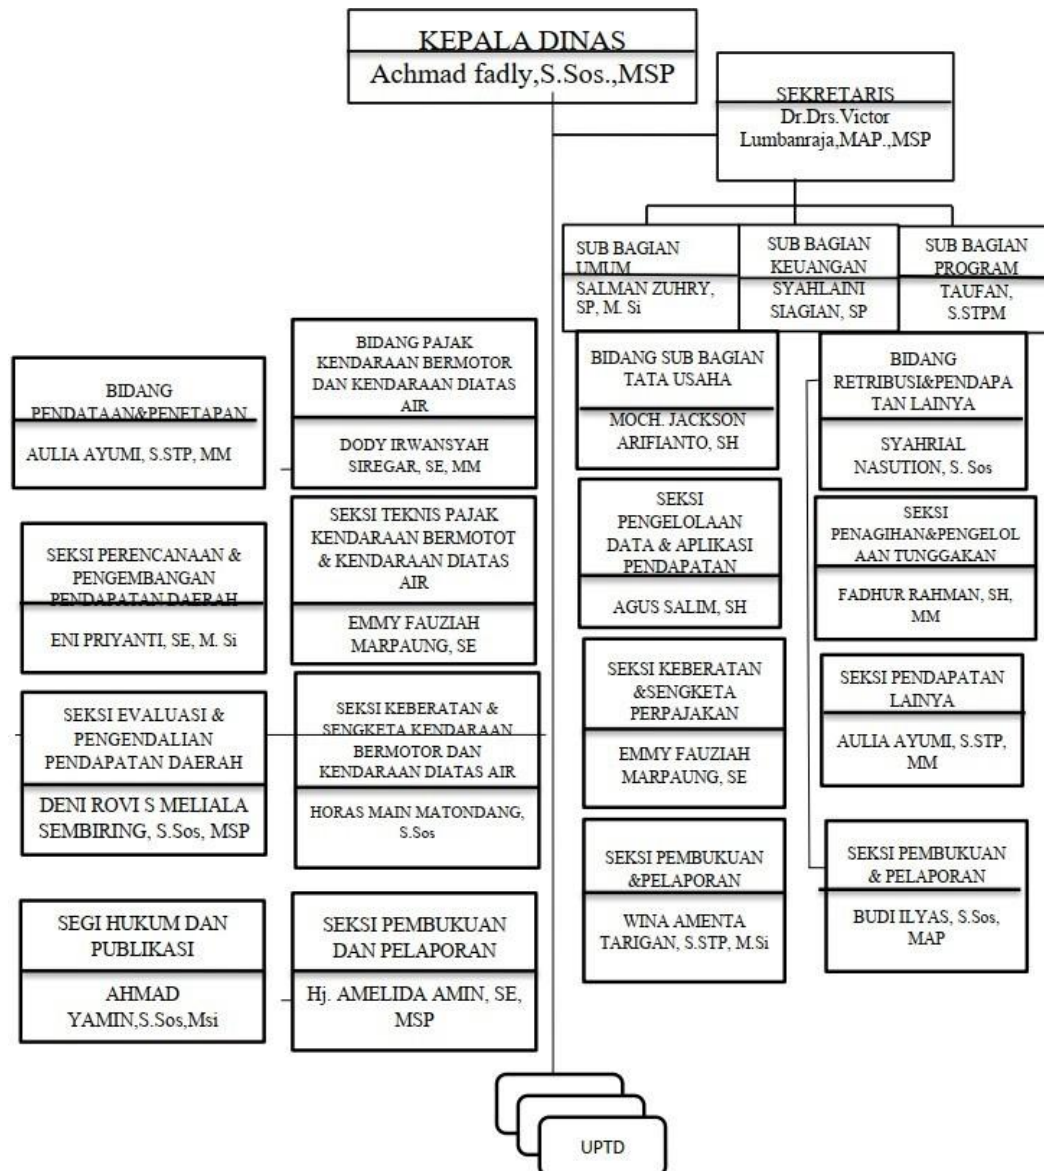 KEPALA DINAS
Achmad fadly,S.Sos.,MSP
SEKRETARIS
Dr.Drs.Victor
Lumbanraja,MAP.,MSP
SUB BAGIAN
UMUM
SALMAN ZUHRY,
SP, M. Si
SUB BAGIAN
KEUANGAN
SYAHLAINI
SIAGIAN, SP
SUB BAGIAN
PROGRAM
TAUFAN,
S.STPM
BIDANG
PENDATAAN&PENETAPAN
AULIA AYUMI, S.STP, MM
BIDANG PAJAK
KENDARAAN BERMOTOR
DAN KENDARAAN DIATAS
AIR
DODY IRWANSYAH
SIREGAR, SE, MM
BIDANG SUB BAGIAN
TATA USAHA
MOCH. JACKSON
ARIFIANTO, SH
BIDANG
RETRIBUSI&PENDAPA
TAN LAINYA
SYAHRIAL
NASUTION, S. Sos
SEKSI PERENCANAAN &
PENGEMBANGAN
PENDAPATAN DAERAH
ENI PRIYANTI, SE, M. Si
SEKSI TEKNIS PAJAK
KENDARAAN BERMOTOT
& KENDARAAN DIATAS
AIR
EMMY FAUZIAH
MARPAUNG, SE
SEKSI
PENGELOLAAN
DATA & APLIKASI
PENDAPATAN
AGUS SALIM, SH
SEKSI
PENAGIHAN&PENGELOL
AAN TUNGGAKAN
FADHUR RAHMAN, SH,
MM
SEKSI EVALUASI &
PENGENDALIAN
PENDAPATAN DAERAH
DENI ROVI S MELIALA
SEMBIRING, S.Sos, MSP
SEKSI KEBERATAN &
SENGKETA KENDARAAN
BERMOTOR DAN
KENDARAAN DIATAS AIR
HORAS MAIN MATONDANG,
S.Sos
SEKSI KEBERATAN
&SENGKETA
PERPAJAKAN
EMMY FAUZIAH
MARPAUNG, SE
SEKSI PENDAPATAN
LAINYA
AULIA AYUMI, S.STP,
MM
SEGI HUKUM DAN
PUBLIKASI
AHMAD
YAMIN,S.Sos,Msi
SEKSI PEMBUKUAN
DAN PELAPORAN
Hj. AMELIDA AMIN, SE,
MSP
SEKSI PEMBUKUAN
&PELAPORAN
WINA AMENTA
TARIGAN, S.STP, M.Si
SEKSI PEMBUKUAN
& PELAPORAN
BUDI ILYAS, S.Sos,
MAP
UPTD